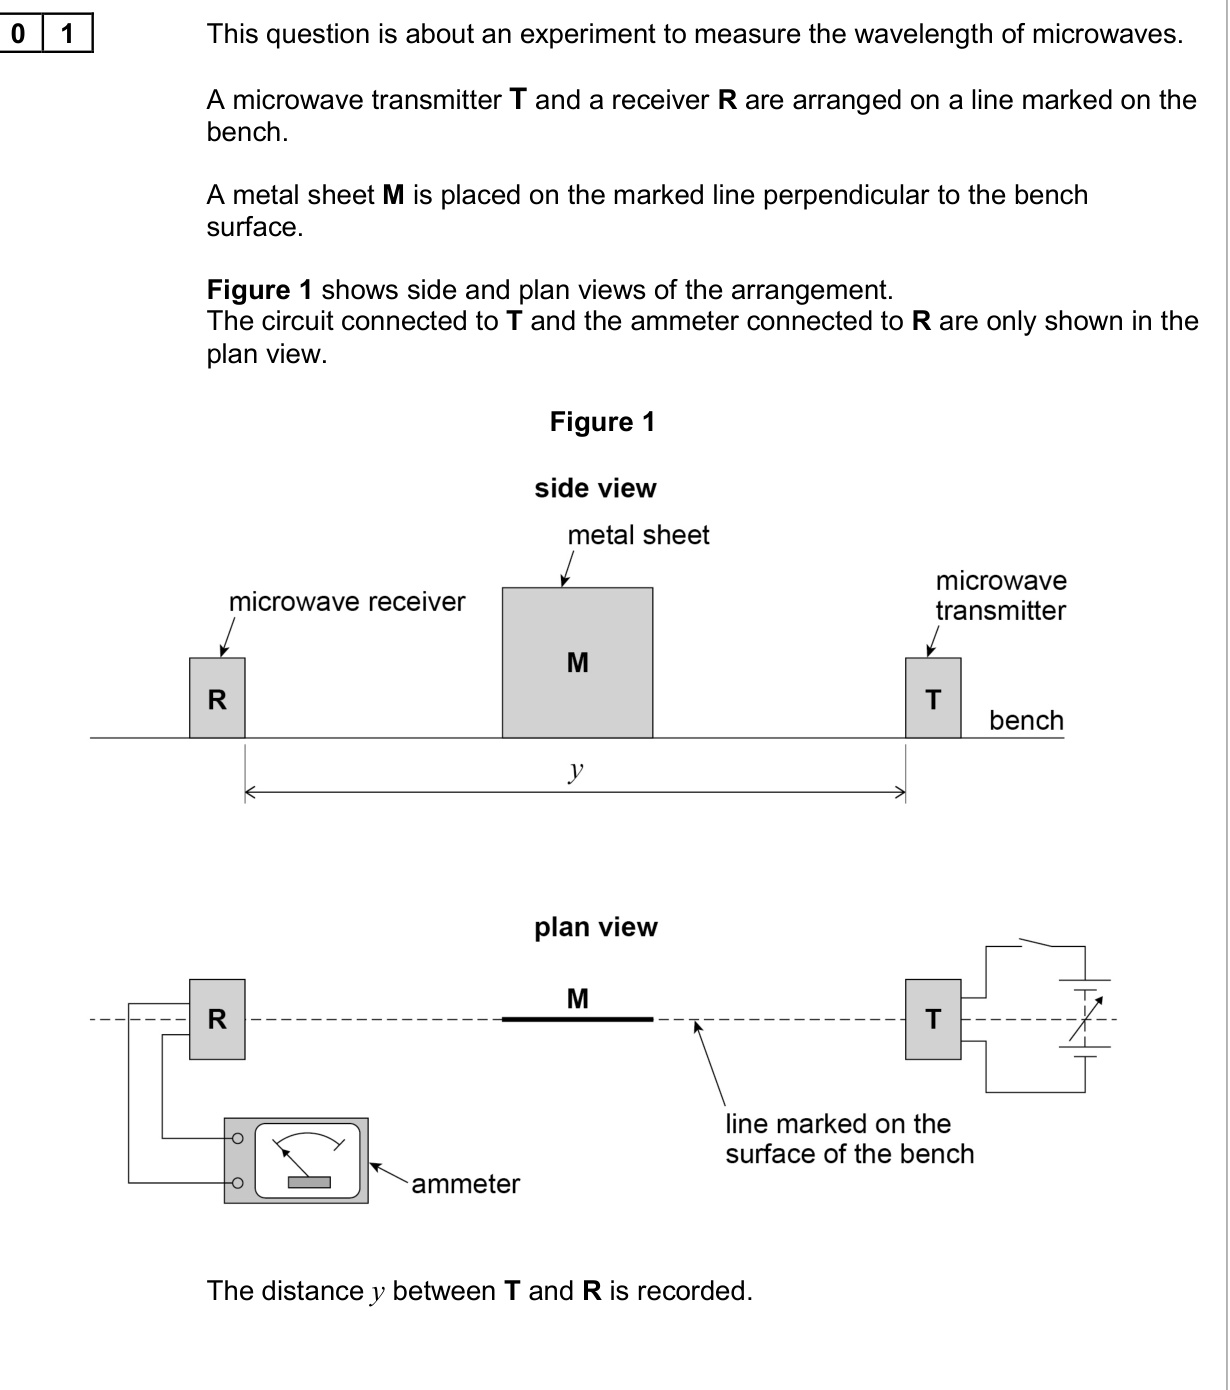 0 1
This question is about an experiment to measure the wavelength of microwaves.
A microwave transmitter T and a receiver R are arranged on a line marked on the
bench.
A metal sheet M is placed on the marked line perpendicular to the bench
surface.
Figure 1 shows side and plan views of the arrangement.
The circuit connected to T and the ammeter connected to R are only shown in the
plan view.
Figure 1
side view
metal sheet
microwave
transmitter
microwave receiver
M
R
T
bench
y
plan view
M
R
T
line marked on the
surface of the bench
ammeter
The distance y between T and R is recorded.